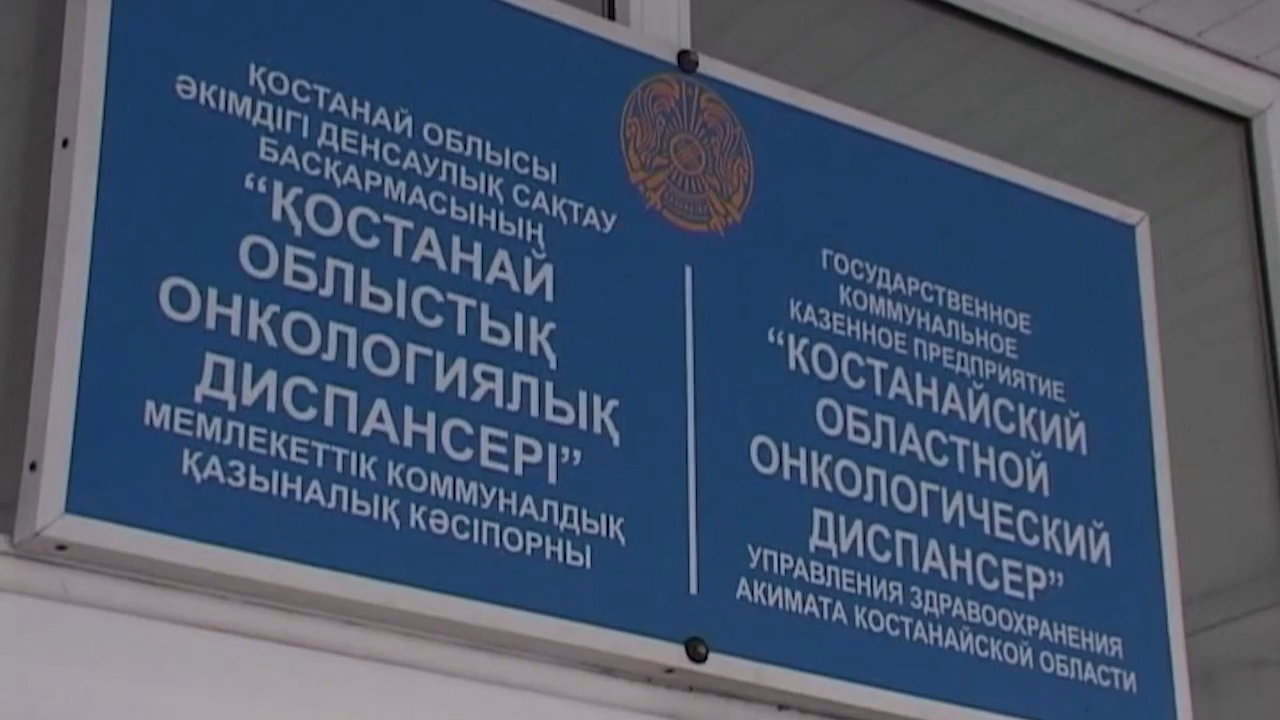 ҚОСТАНАЙ ОБЛЫСЫ
ӘКІМДІГІ ДЕНСАУЛЫҚ САҚТАУ
БАСҚАРМАСЫНЫҢ
“ҚОСТАНАЙ
ОБЛЫСТЫҚ
ОНКОЛОГИЯЛЫҚ
ДИСПАНСЕРІ”
МЕМЛЕКЕТТІК КОММУНАЛДЫҚ
ҚАЗЫНАЛЫҚ КӘСІПОРНЫ
ГОСУДАРСТВЕННОЕ
КОММУНАЛЬНОЕ
КАЗЕННОЕ ПРЕДПРИЯТИЕ
“КОСТАНАЙСКИЙ
ОБЛАСТНОЙ
ОНКОЛОГИЧЕСКИЙ
ДИСПАНСЕР”
УПРАВЛЕНИЯ ЗДРАВООХРАНЕНИЯ
АКИМАТА КОСТАНАЙСКОЙ ОБЛАСТИ